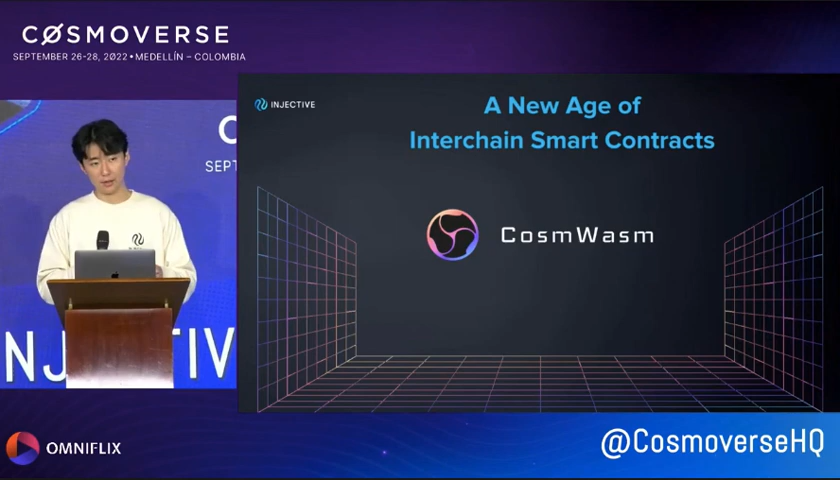 CØSMOVERSE
SEPTEMBER 26-28, 2022 • MEDELLÍN – COLOMBIA
INJECTIVE
A New Age of
Interchain Smart Contracts
CosmWasm
C
SEPT
NJ TIV
OMNIFLIX
@CosmoverseHQ